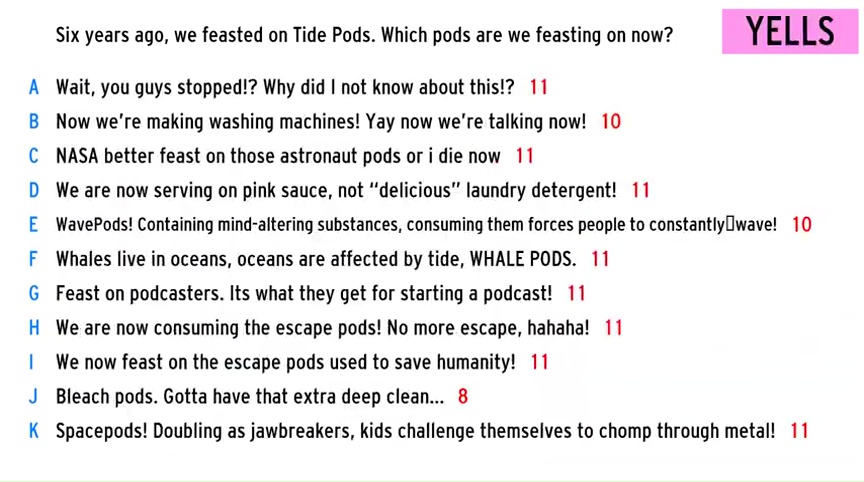 Six years ago, we feasted on Tide Pods. Which pods are we feasting on now?
YELLS
A Wait, you guys stopped!? Why did I not know about this!? 11
B Now we're making washing machines! Yay now we're talking now! 10
C NASA better feast on those astronaut pods or i die now 11
D We are now serving on pink sauce, not “delicious” laundry detergent! 11
E WavePods! Containing mind-altering substances, consuming them forces people to constantly▯wave! 10
F Whales live in oceans, oceans are affected by tide, WHALE PODS. 11
G Feast on podcasters. Its what they get for starting a podcast! 11
H We are now consuming the escape pods! No more escape, hahaha! 11
I We now feast on the escape pods used to save humanity! 11
J Bleach pods. Gotta have that extra deep clean... 8
K Spacepods! Doubling as jawbreakers, kids challenge themselves to chomp through metal! 11